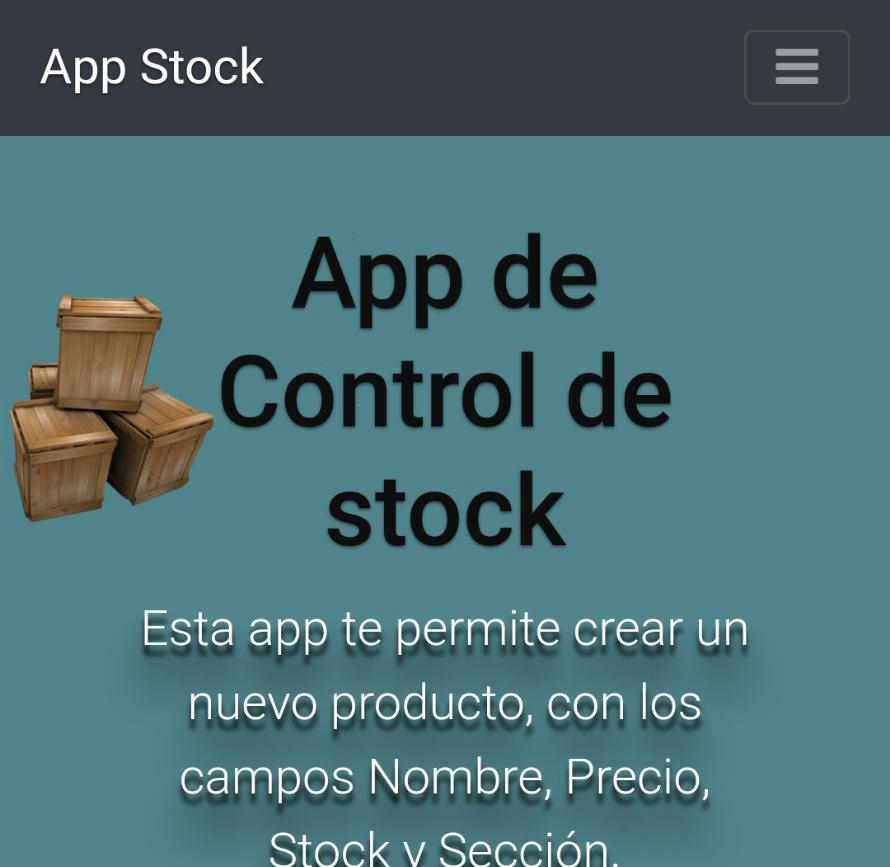 App Stock
App de
Control de
stock
Esta app te permite crear un
nuevo producto, con los
campos Nombre, Precio,
Stock y Sección.